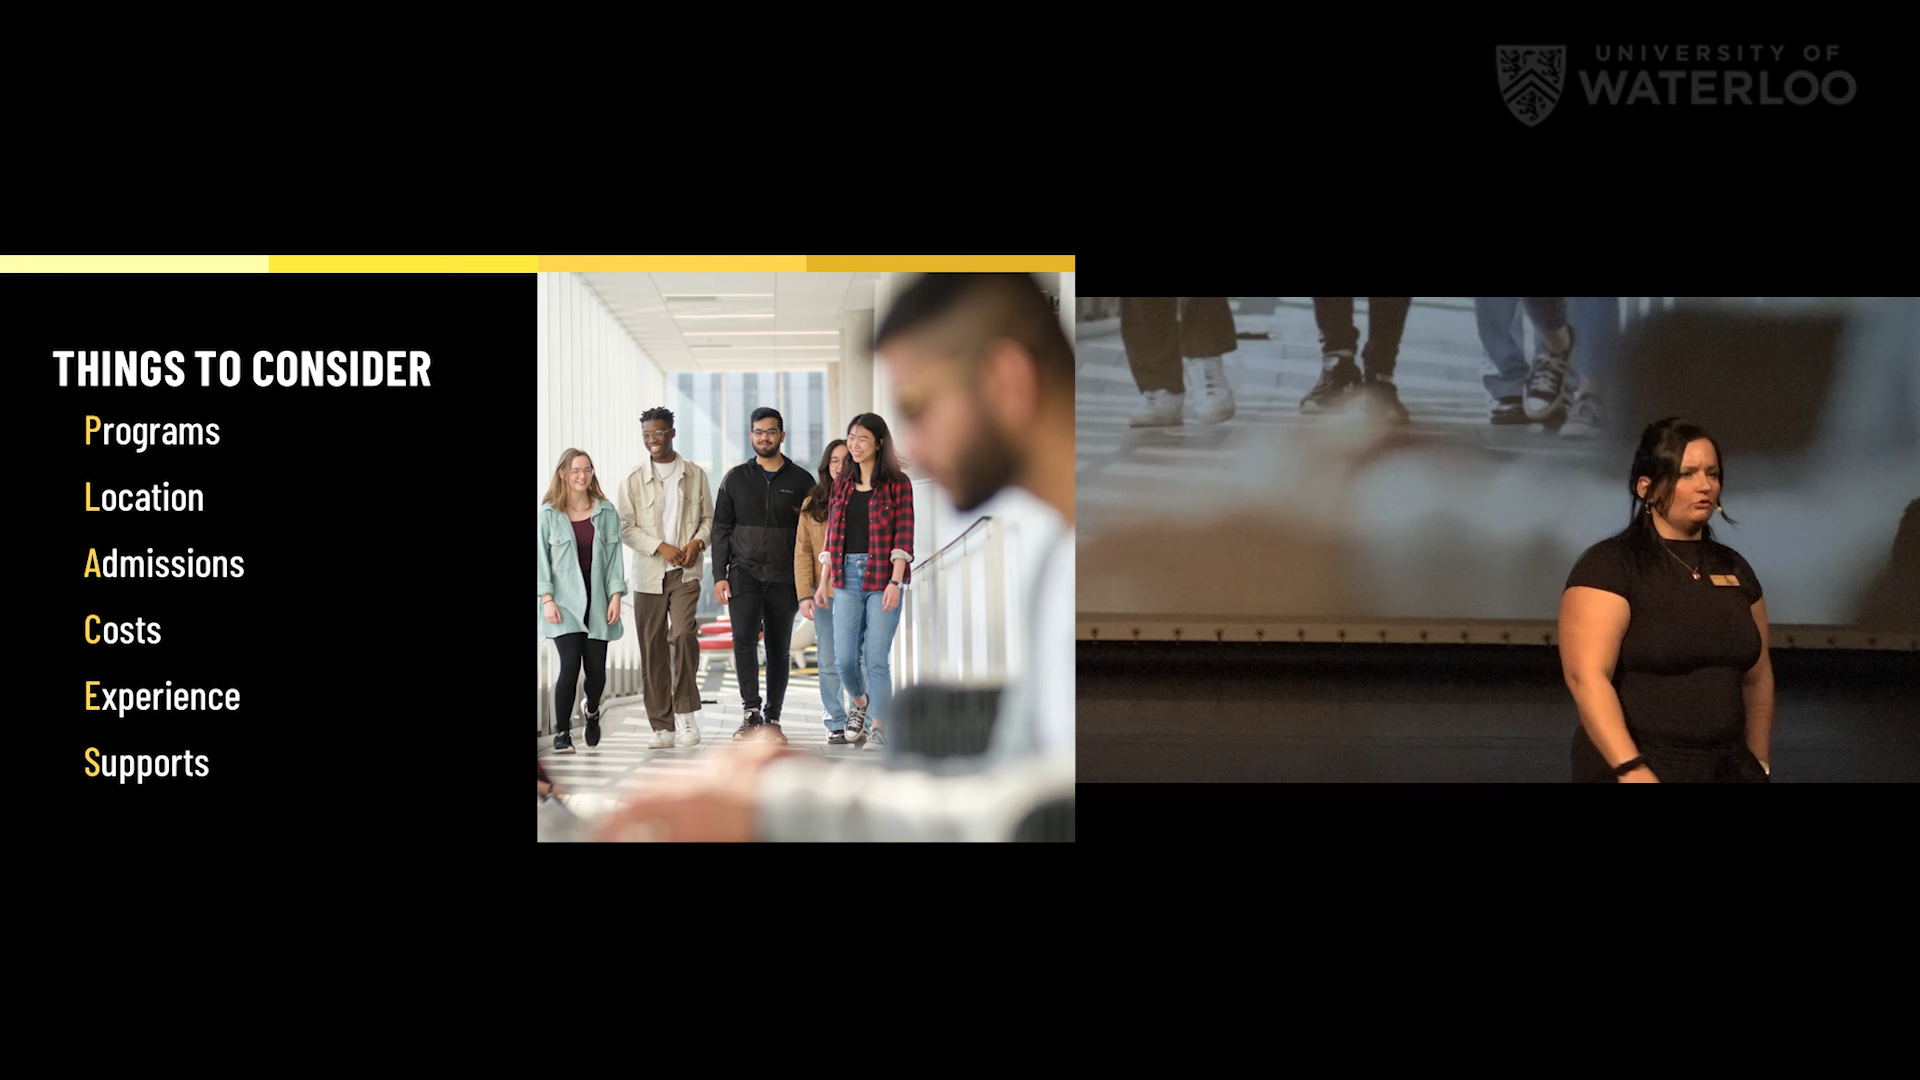 UNIVERSITY OF
WATERLOO
THINGS TO CONSIDER
Programs
Location
Admissions
Costs
Experience
Supports